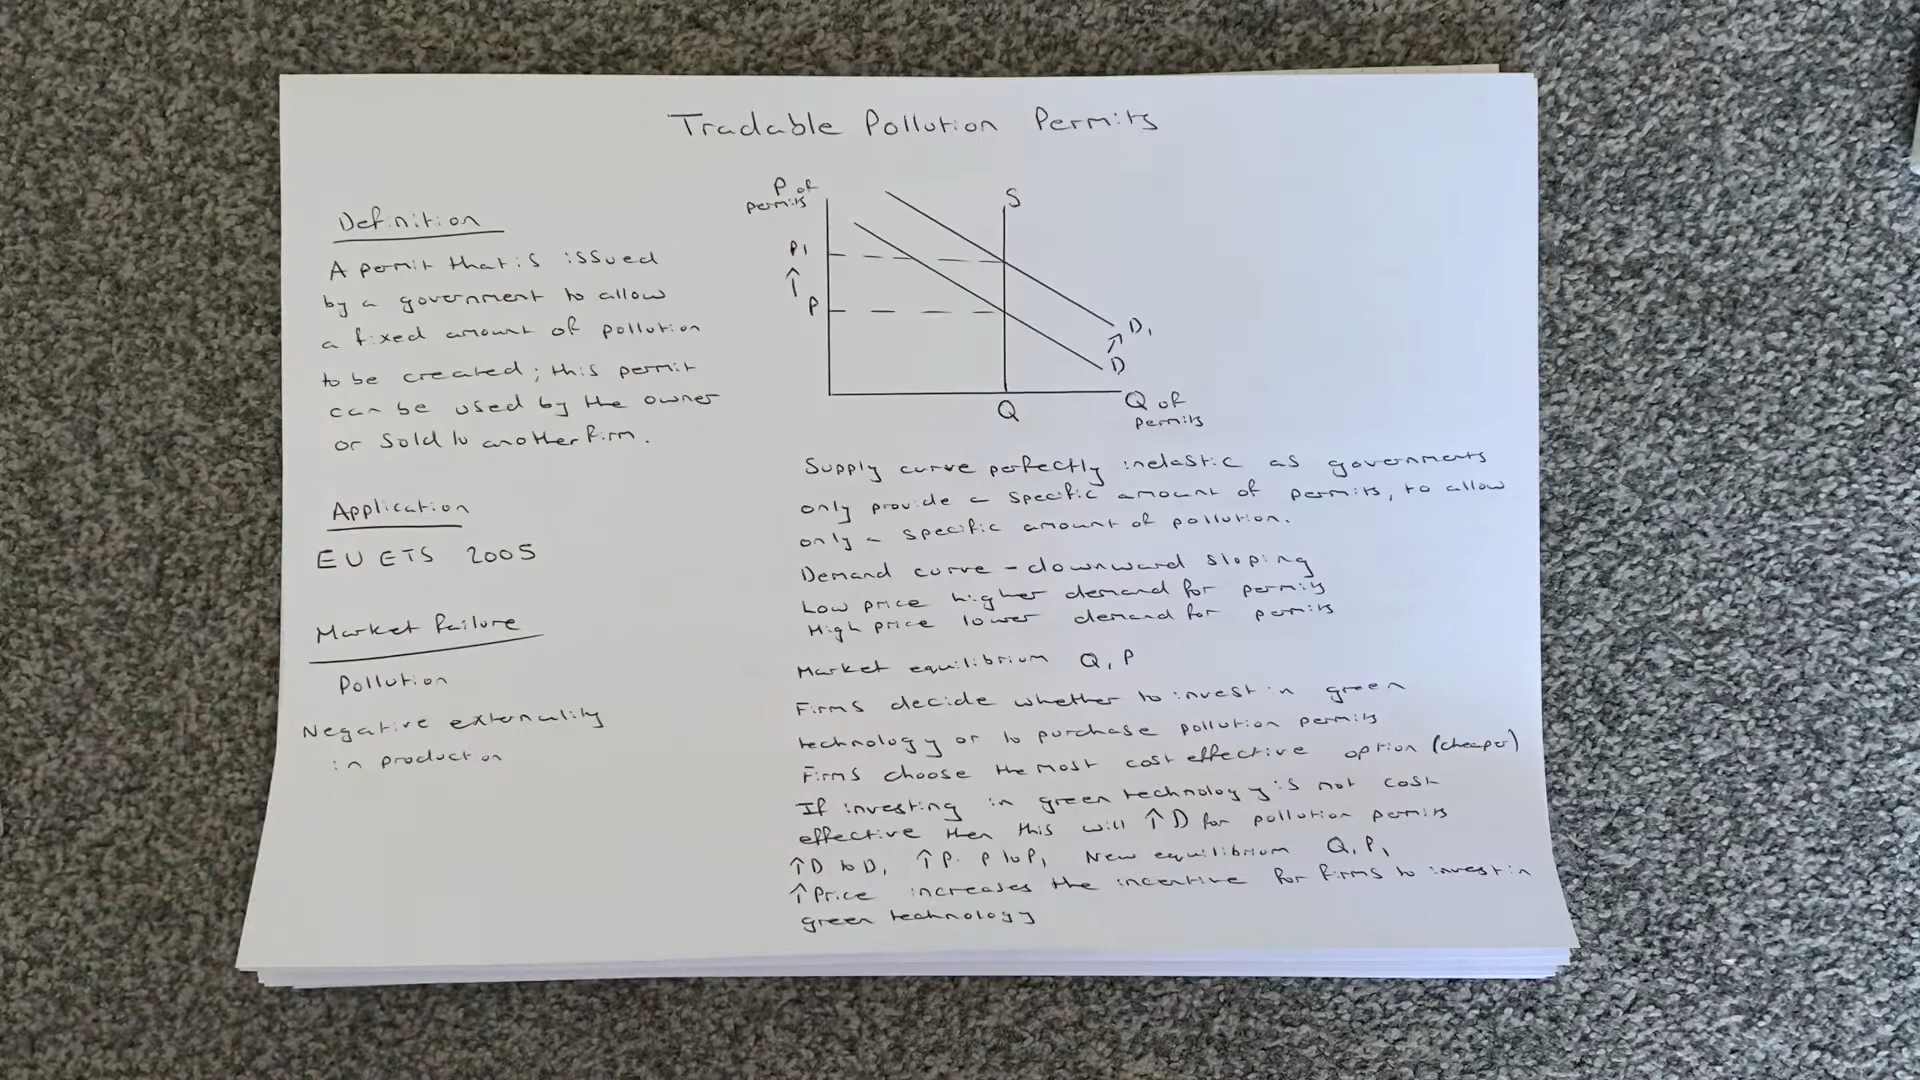 Tradable Pollution Permits
Definition
A permit that is issued
by a government to allow
a fixed amount of pollution
to be created; this permit
can be used by the owner
or sold to another firm.
Application
EU ETS 2005
Market failure
Pollution
Negative externality
in production
P of
permits
P1
↑
P
S
D1
↗
D
Q
Q of
permits
Supply curve perfectly inelastic as governments
only provide a specific amount of permits, to allow
only a specific amount of pollution.
Demand curve - downward sloping
Low price higher demand for permits
High price lower demand for permits
Market equilibrium Q, P
Firms decide whether to invest in green
technology or to purchase pollution permits
Firms choose the most cost effective option (cheaper)
If investing in green technology is not cost
effective then this will ↑D for pollution permits
↑D to D1 ↑P. P to P1 New equilibrium Q, P1
↑Price increases the incentive for firms to invest in
green technology